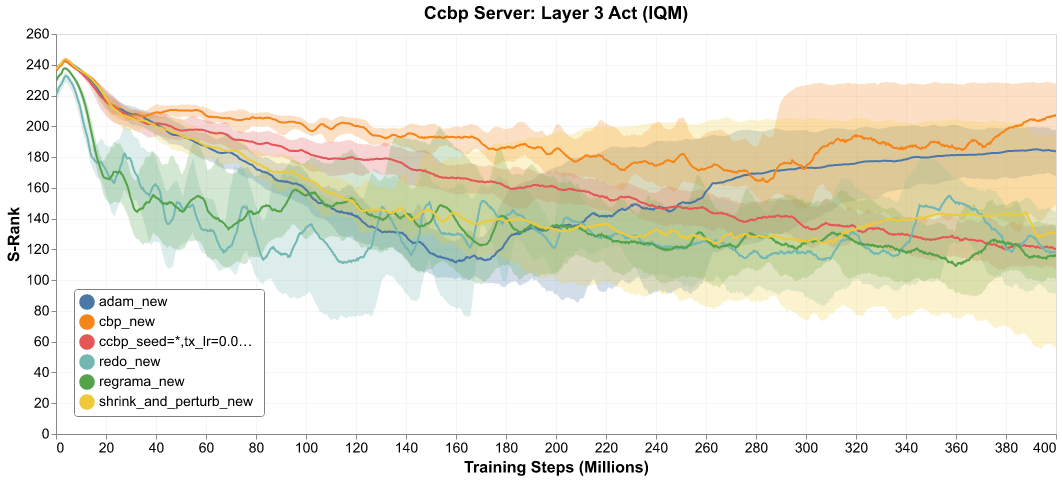 Ccbp Server: Layer 3 Act (IQM)
260
240
220
200
180
160
140
120
100
80
60
40
20
0
S-Rank
adam_new
cbp_new
ccbp_seed=*,tx_lr=0.0…
redo_new
regrama_new
shrink_and_perturb_new
0 20 40 60 80 100 120 140 160 180 200 220 240 260 280 300 320 340 360 380 400
Training Steps (Millions)